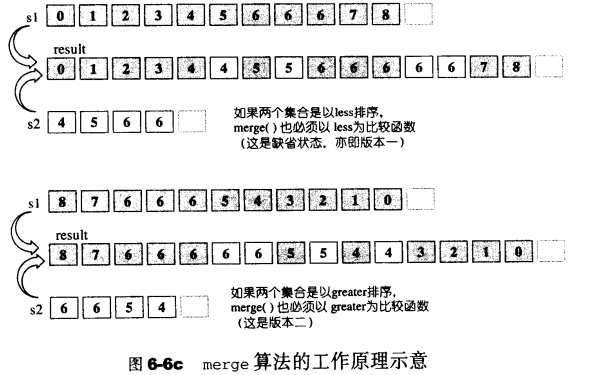 s1 0 1 2 3 4 5 6 6 6 7 8
result
0 1 2 3 4 4 5 5 6 6 6 6 6 7 8
s2 4 5 6 6
如果两个集合是以less排序,
merge( ) 也必须以 less为比较函数
(这是缺省状态,亦即版本一)
s1 8 7 6 6 6 5 4 3 2 1 0
result
8 7 6 6 6 6 6 5 5 4 4 3 2 1 0
s2 6 6 5 4
如果两个集合是以greater排序,
merge( ) 也必须以 greater为比较函数
(这是版本二)
图 6-6c merge 算法的工作原理示意